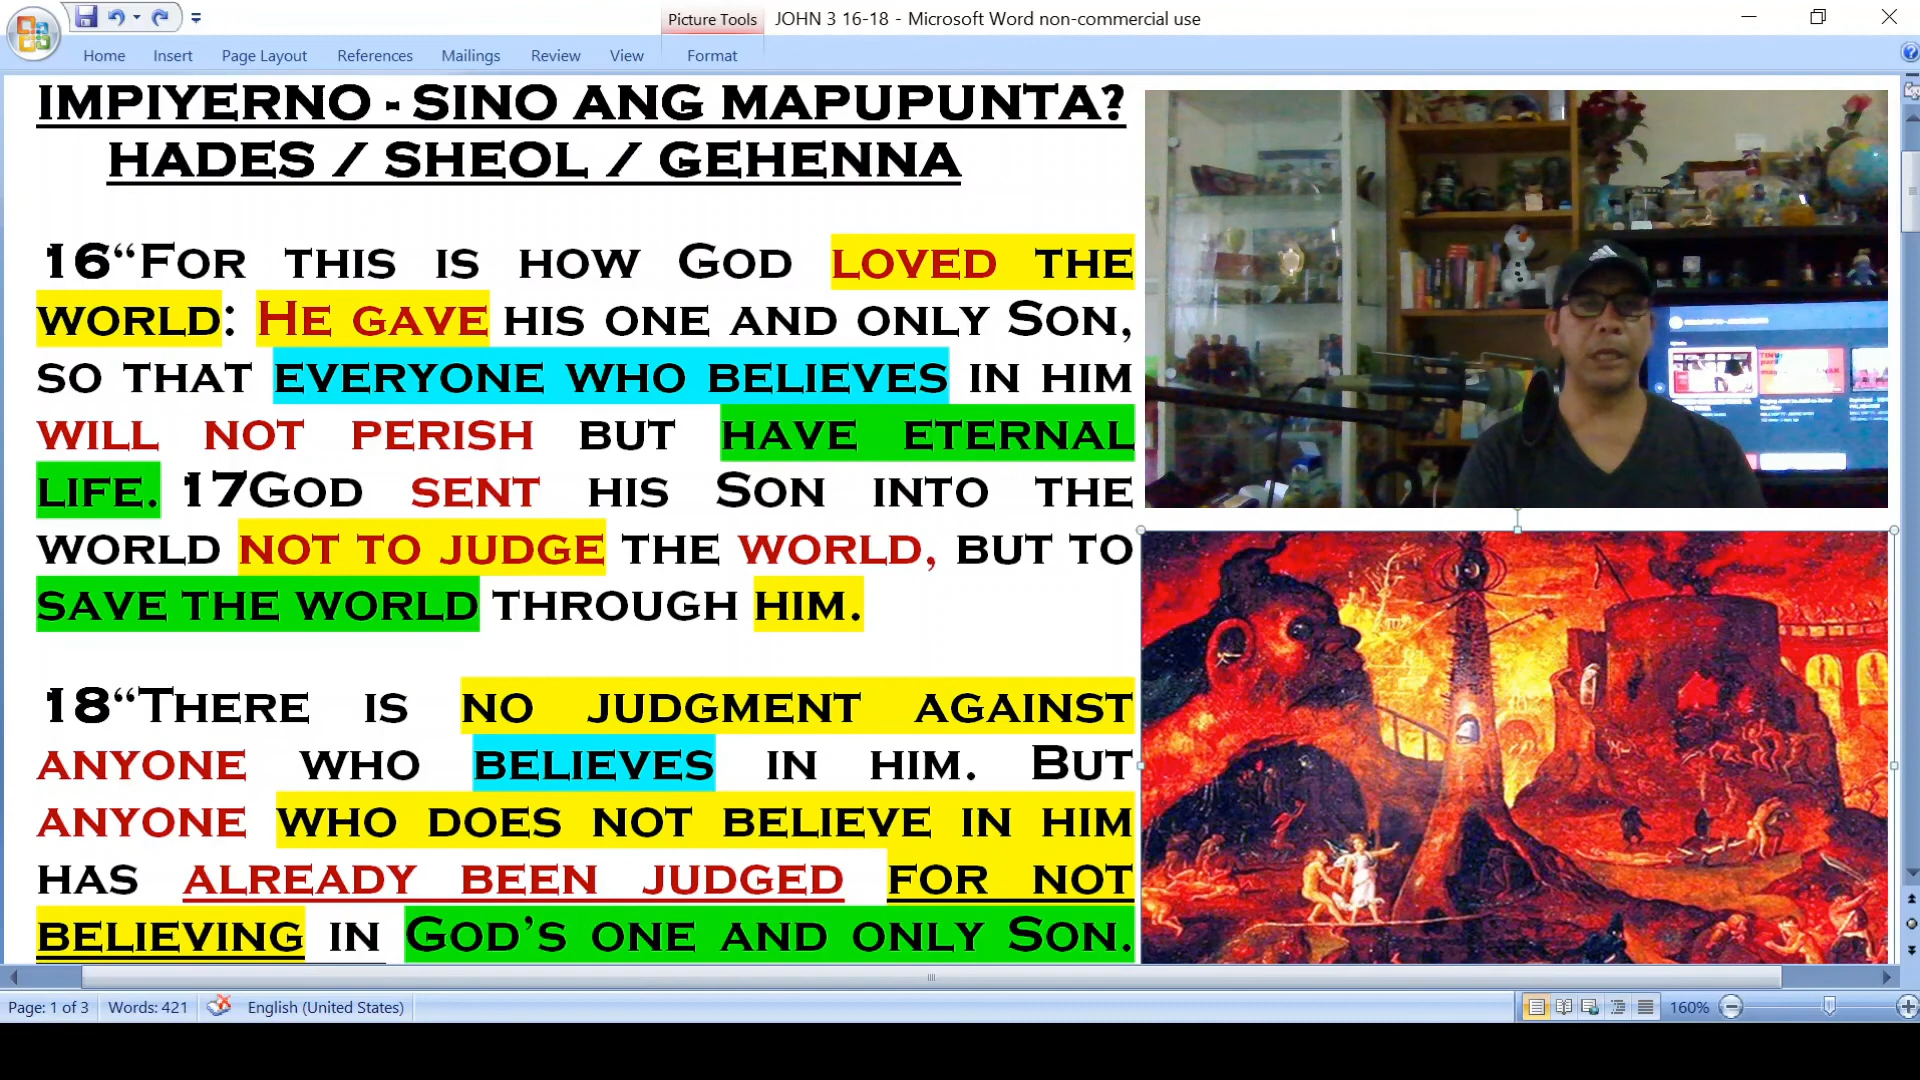 Picture Tools
JOHN 3 16-18 - Microsoft Word non-commercial use
Home Insert Page Layout References Mailings Review View Format
IMPIYERNO - SINO ANG MAPUPUNTA?
HADES / SHEOL / GEHENNA
16“FOR THIS IS HOW GOD LOVED THE
WORLD: HE GAVE HIS ONE AND ONLY SON,
SO THAT EVERYONE WHO BELIEVES IN HIM
WILL NOT PERISH BUT HAVE ETERNAL
LIFE. 17GOD SENT HIS SON INTO THE
WORLD NOT TO JUDGE THE WORLD, BUT TO
SAVE THE WORLD THROUGH HIM.
18“THERE IS NO JUDGMENT AGAINST
ANYONE WHO BELIEVES IN HIM. BUT
ANYONE WHO DOES NOT BELIEVE IN HIM
HAS ALREADY BEEN JUDGED FOR NOT
BELIEVING IN GOD’S ONE AND ONLY SON.
Page: 1 of 3 Words: 421 English (United States) 160%